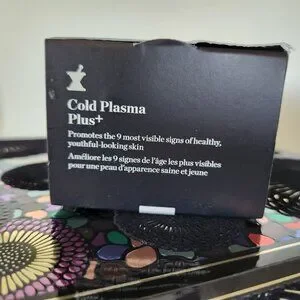 Cold Plasma
Plus+
Promotes the 9 most visible signs of healthy,
youthful-looking skin
Améliore les 9 signes de l'âge les plus visibles
pour une peau d'apparence saine et jeune